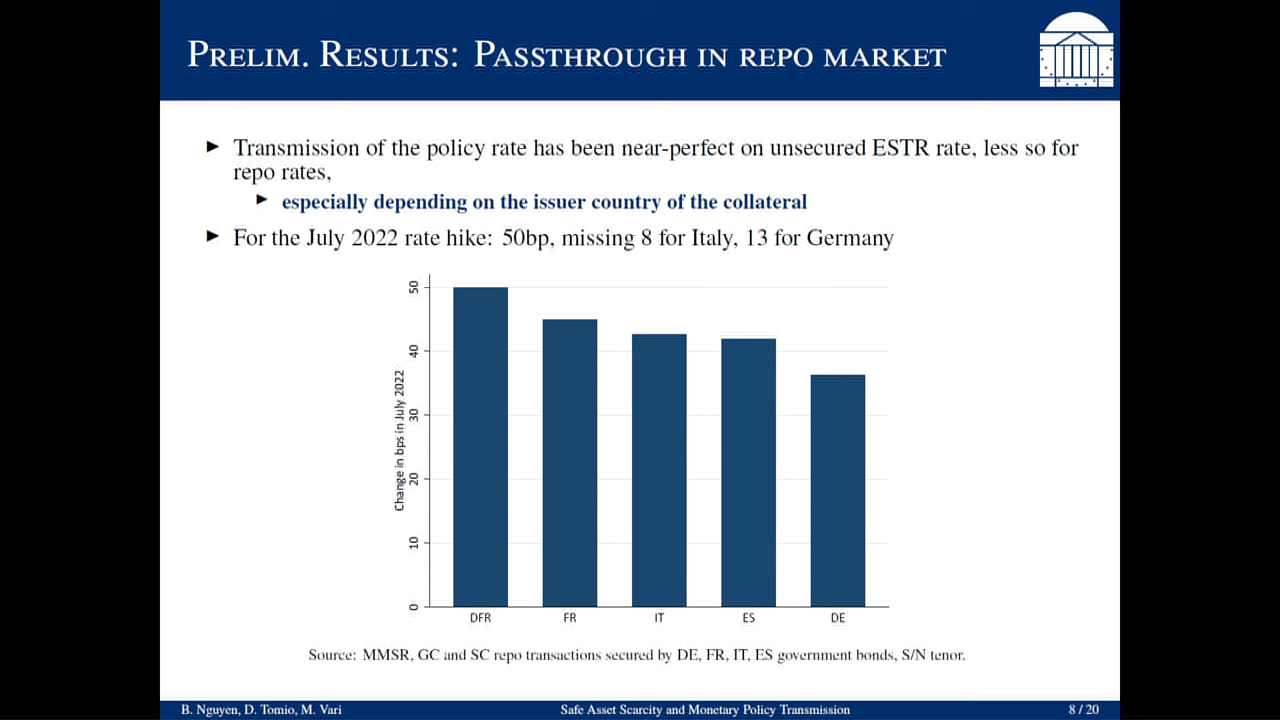 PRELIM. RESULTS: PASSTHROUGH IN REPO MARKET
Transmission of the policy rate has been near-perfect on unsecured ESTR rate, less so for
repo rates,
especially depending on the issuer country of the collateral
For the July 2022 rate hike: 50bp, missing 8 for Italy, 13 for Germany
Change in bps in July 2022
50
40
30
20
10
0
DFR FR IT ES DE
Source: MMSR, GC and SC repo transactions secured by DE, FR, IT, ES government bonds, S/N tenor.
B. Nguyen, D. Tomio, M. Vari Safe Asset Scarcity and Monetary Policy Transmission 8 / 20